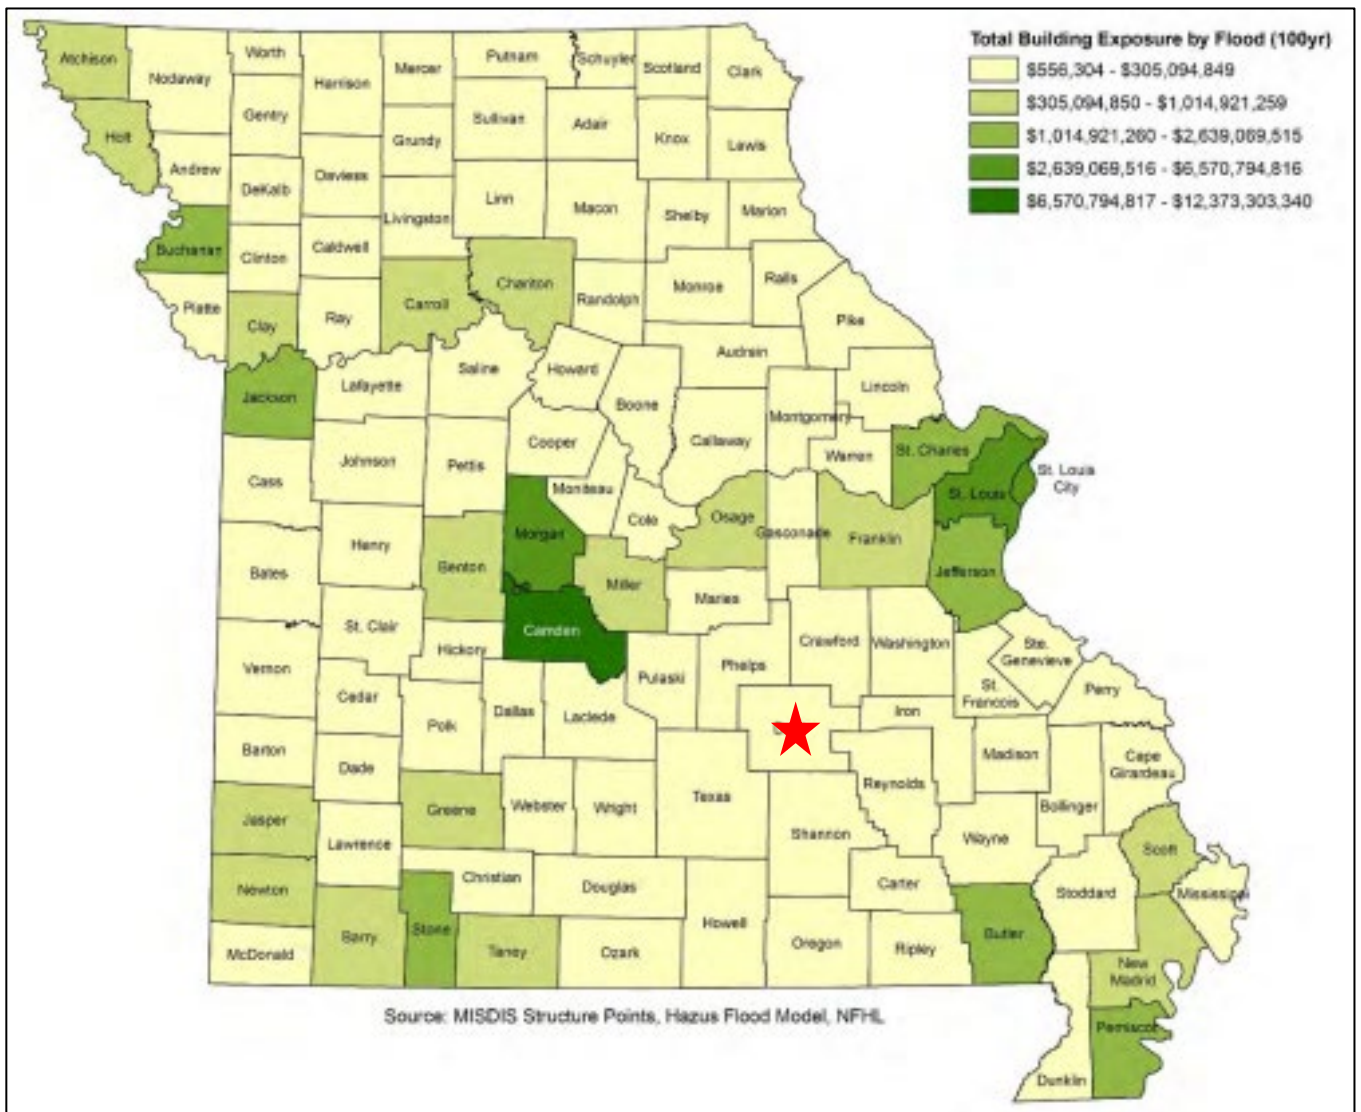 Total Building Exposure by Flood (100yr)
$556,304 - $305,094,849
$305,094,850 - $1,014,921,259
$1,014,921,260 - $2,639,069,515
$2,639,069,516 - $6,570,794,816
$6,570,794,817 - $12,373,303,340
Atchison
Nodaway
Worth
Harrison
Mercer
Putnam
Schuyler
Scotland
Clark
Gentry
Sullivan
Adair
Knox
Lewis
Holt
Grundy
Andrew
DeKalb
Daviess
Linn
Macon
Shelby
Marion
Livingston
Buchanan
Clinton
Caldwell
Chariton
Randolph
Monroe
Ralls
Platte
Clay
Ray
Carroll
Pike
Audrain
Saline
Howard
Lafayette
Lincoln
Jackson
Boone
Montgomery
Callaway
Cooper
Warren
St. Charles
Johnson
Pettis
Cass
Moniteau
St. Louis
St. Louis
City
Cole
Osage
Gasconade
Franklin
Morgan
Henry
Benton
Bates
Jefferson
Miller
Maries
St. Clair
Camden
Hickory
Crawford
Washington
Ste.
Genevieve
Vernon
Pulaski
Phelps
St.
Francois
Perry
Cedar
Polk
Dallas
Laclede
Iron
Barton
Dade
Madison
Cape
Girardeau
Reynolds
Texas
Bollinger
Jasper
Greene
Webster
Wright
Shannon
Wayne
Lawrence
Scott
Newton
Christian
Douglas
Carter
Stoddard
Mississippi
Barry
Stone
Taney
Ozark
Howell
Oregon
Ripley
Butler
McDonald
New
Madrid
Pemiscot
Dunklin
Source: MISDIS Structure Points, Hazus Flood Model, NFHL